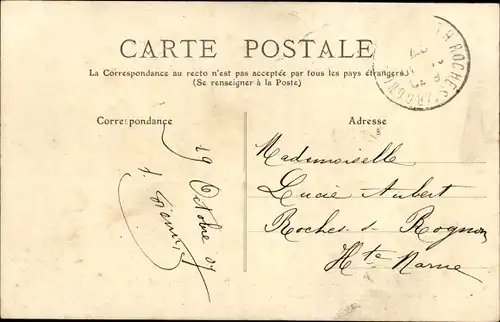 CARTE POSTALE
La Correspondance au recto n'est pas acceptée par tous les pays étrangers
(Se renseigner à la Poste)
Correspondance
Adresse
19 Octobre 07
Mademoiselle
Lucie Aubert
Roches s- Rognon
Hte Marne
ROCHES